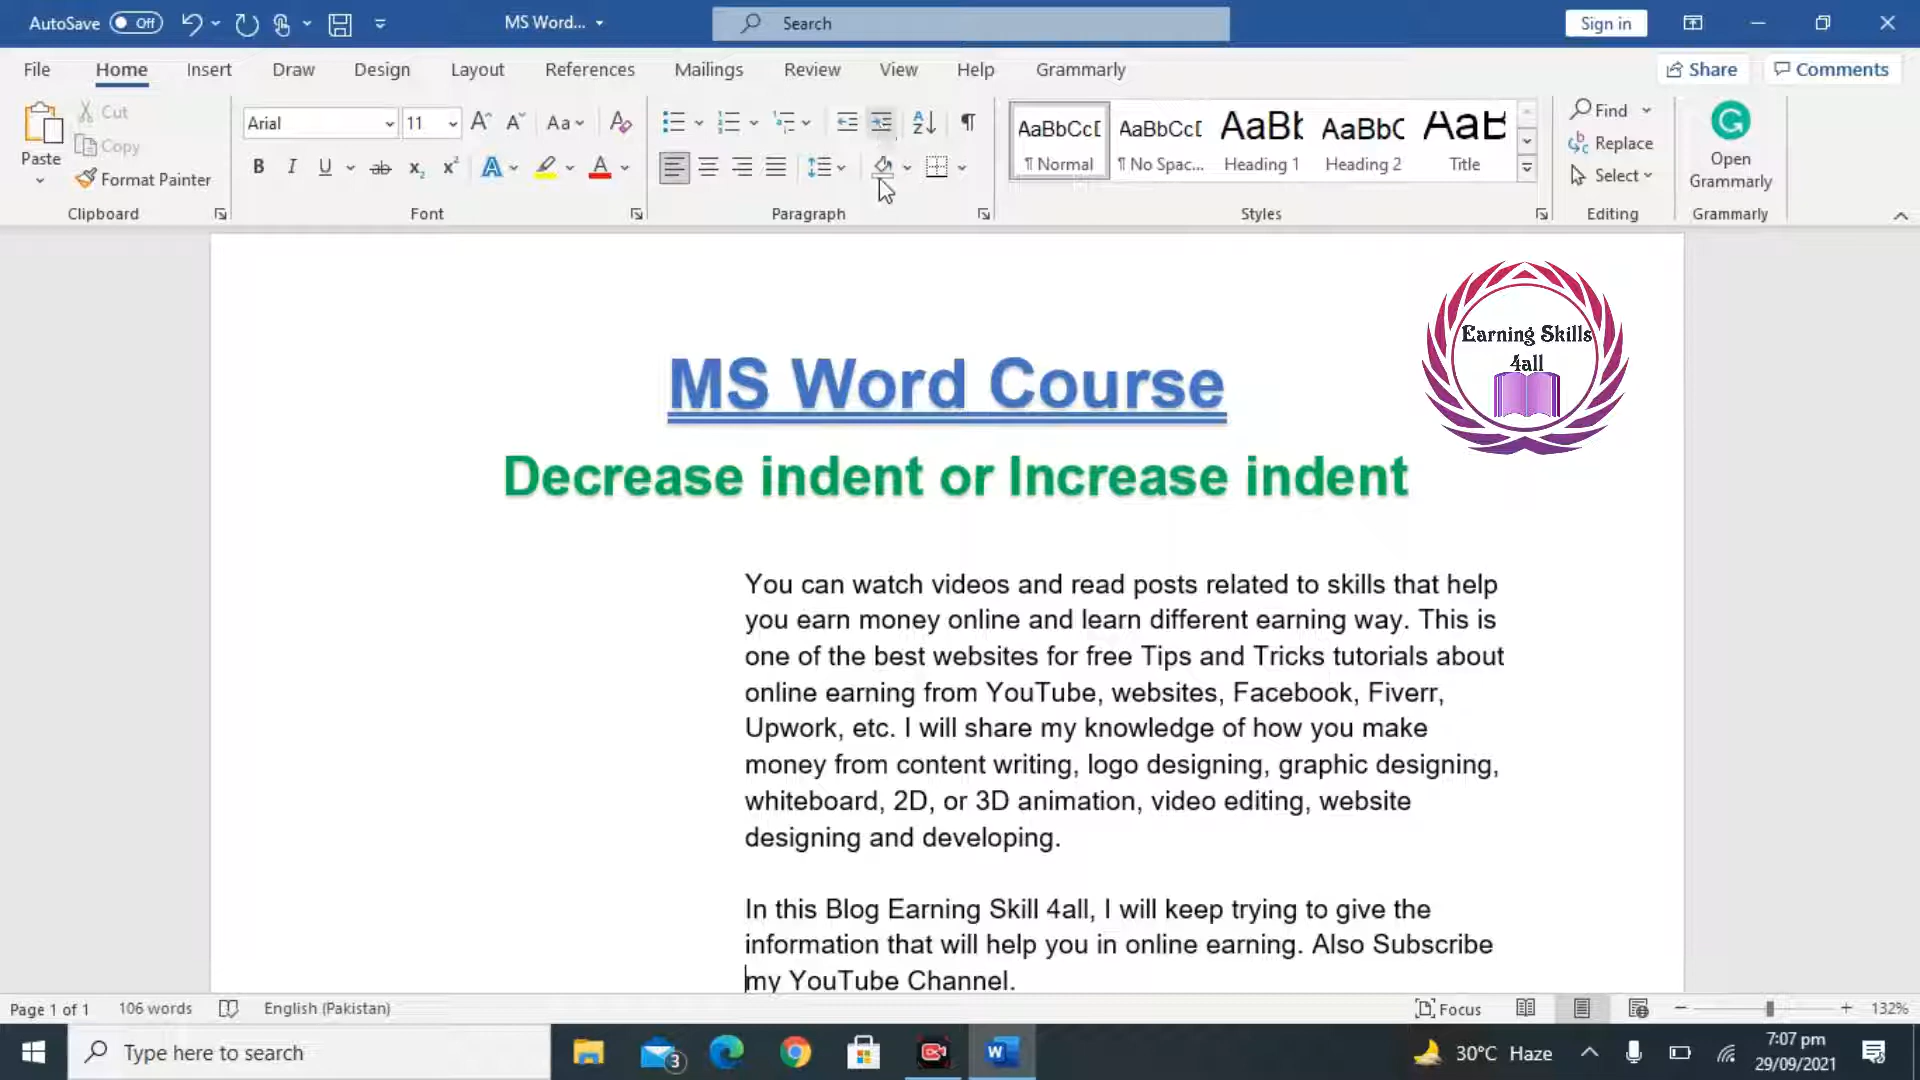 AutoSave Off MS Word... Search Sign in
File Home Insert Draw Design Layout References Mailings Review View Help Grammarly Share Comments
Paste Cut Copy Format Painter Clipboard
Arial 11 Aa B I U ab x₂ x² A A Font
Paragraph
AaBbCcD ¶ Normal AaBbCcD ¶ No Spac... AaBb Heading 1 AaBbC Heading 2 AaB Title Styles
Find Replace Select Editing
Open Grammarly Grammarly
Earning Skills
4all
MS Word Course
Decrease indent or Increase indent
You can watch videos and read posts related to skills that help
you earn money online and learn different earning way. This is
one of the best websites for free Tips and Tricks tutorials about
online earning from YouTube, websites, Facebook, Fiverr,
Upwork, etc. I will share my knowledge of how you make
money from content writing, logo designing, graphic designing,
whiteboard, 2D, or 3D animation, video editing, website
designing and developing.
In this Blog Earning Skill 4all, I will keep trying to give the
information that will help you in online earning. Also Subscribe
my YouTube Channel.
Page 1 of 1 106 words English (Pakistan) Focus 132%
Type here to search 3 W 30°C Haze 7:07 pm
29/09/2021